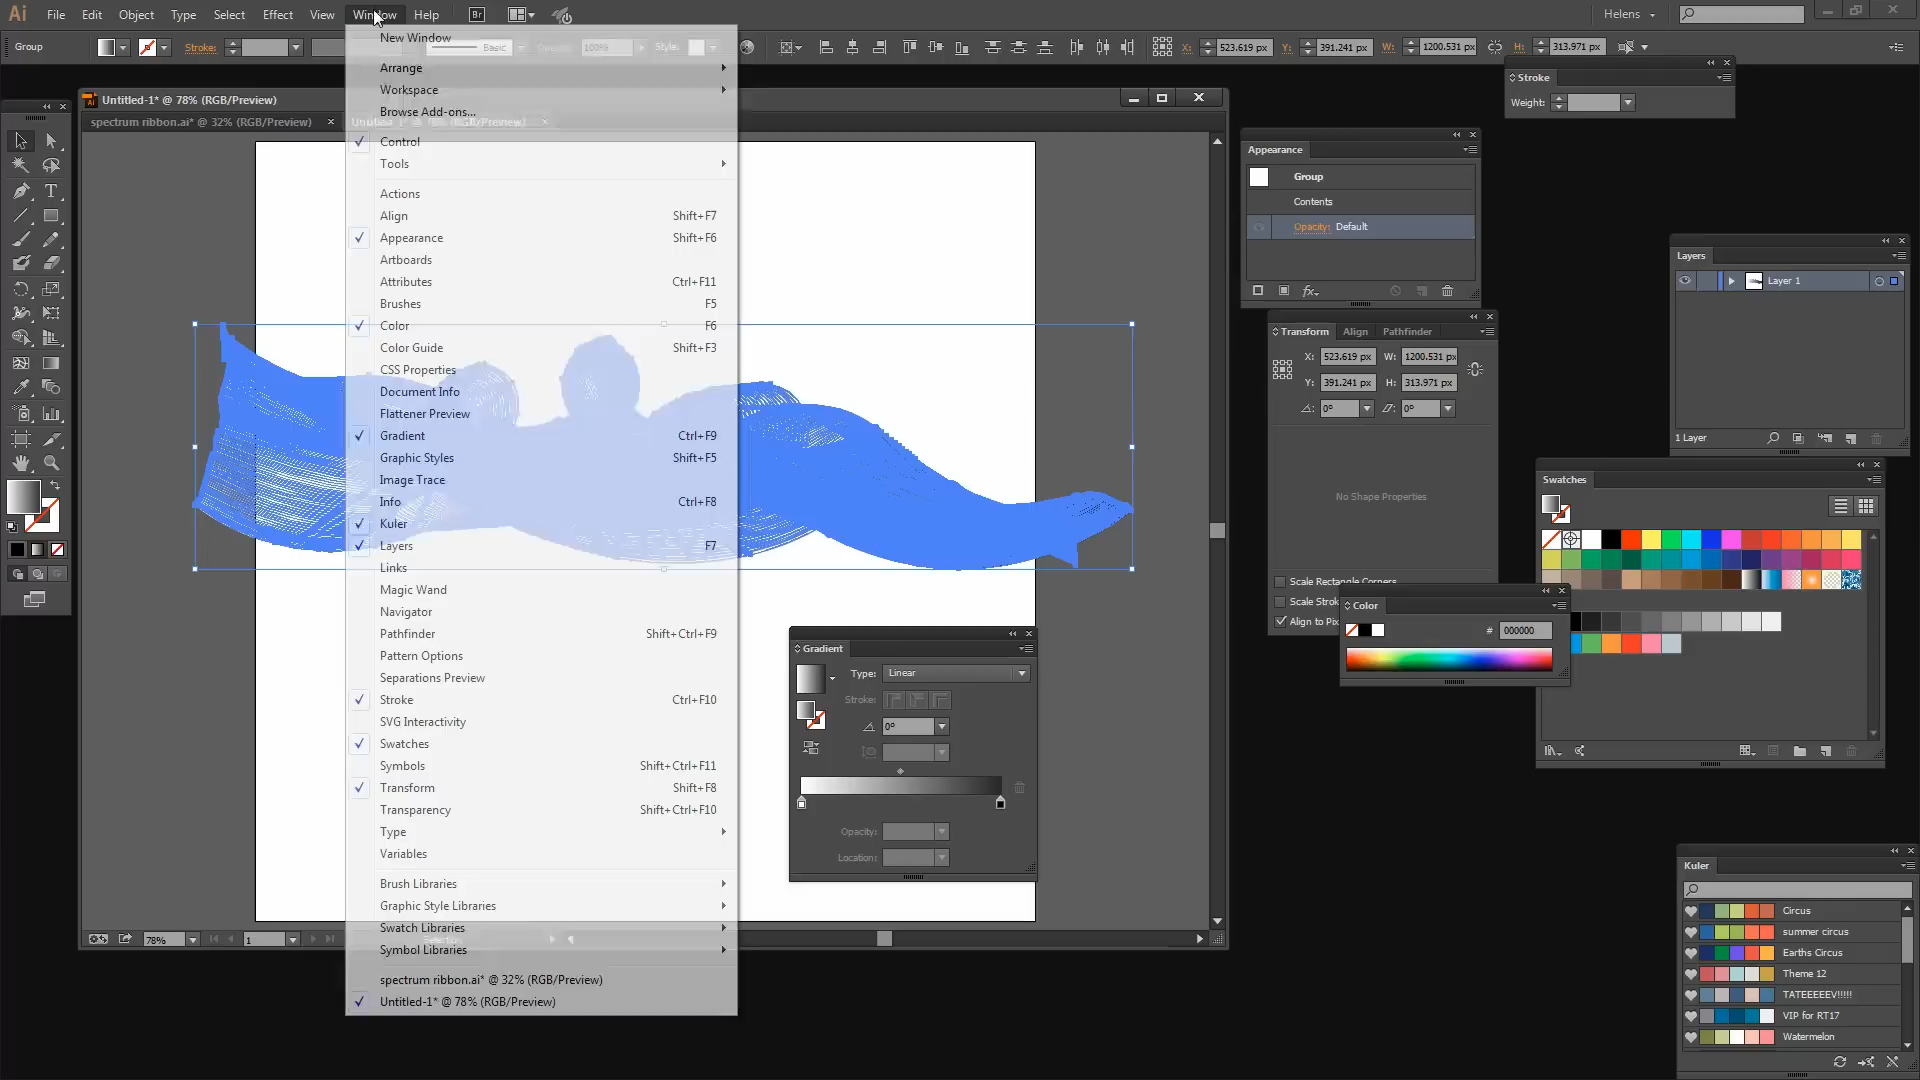 Ai File Edit Object Type Select Effect View Window Help Br Helens
Group Stroke: Basic Opacity: 100% Style: X: 523.619 px Y: 391.241 px W: 1200.531 px H: 313.971 px
Untitled-1* @ 78% (RGB/Preview)
spectrum ribbon.ai* @ 32% (RGB/Preview) ×
New Window
Arrange
Workspace
Browse Add-ons...
Control
Tools
Actions
Align Shift+F7
Appearance Shift+F6
Artboards
Attributes Ctrl+F11
Brushes F5
Color F6
Color Guide Shift+F3
CSS Properties
Document Info
Flattener Preview
Gradient Ctrl+F9
Graphic Styles Shift+F5
Image Trace
Info Ctrl+F8
Kuler
Layers F7
Links
Magic Wand
Navigator
Pathfinder Shift+Ctrl+F9
Pattern Options
Separations Preview
Stroke Ctrl+F10
SVG Interactivity
Swatches
Symbols Shift+Ctrl+F11
Transform Shift+F8
Transparency Shift+Ctrl+F10
Type
Variables
Brush Libraries
Graphic Style Libraries
Swatch Libraries
Symbol Libraries
spectrum ribbon.ai* @ 32% (RGB/Preview)
Untitled-1* @ 78% (RGB/Preview)
78% 1
Gradient
Type: Linear
Stroke:
0°
Opacity:
Location:
Stroke
Weight:
Appearance
Group
Contents
Opacity: Default
fx
Transform Align Pathfinder
X: 523.619 px W: 1200.531 px
Y: 391.241 px H: 313.971 px
0° 0°
No Shape Properties
Scale Rectangle Corners
Scale Strok
Align to Pix
Color
# 000000
Layers
Layer 1
1 Layer
Swatches
Kuler
Circus
summer circus
Earths Circus
Theme 12
TATEEEEEV!!!!!
VIP for RT17
Watermelon